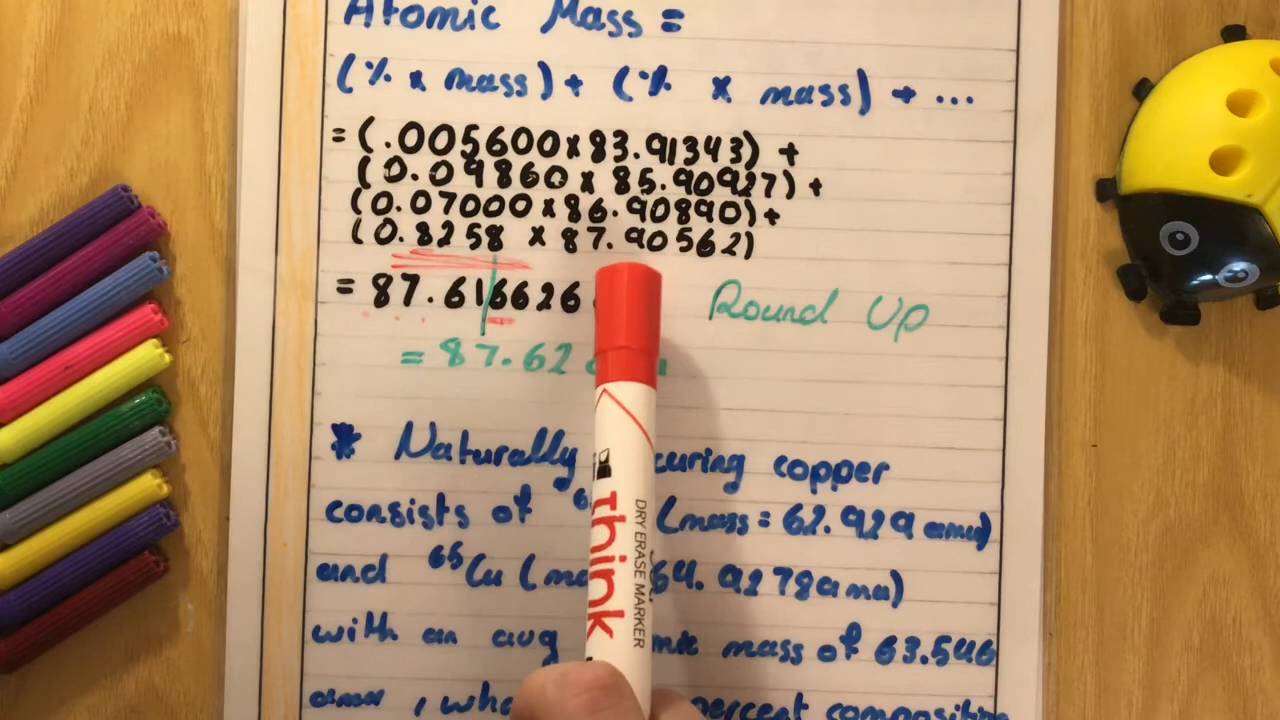 Atomic Mass =
(% x mass) + (% x mass) + ...
= (.005600 x 83.91343) +
(0.09860 x 85.90927) +
(0.07000 x 86.90890) +
(0.8258 x 87.90562)
= 87.616626
Round Up
= 87.62
* Naturally curing copper
consists of (mass = 62.929 amu)
and 65Cu ( 64.9278 amu)
with an avg mass of 63.546
percent
think
DRY ERASE MARKER